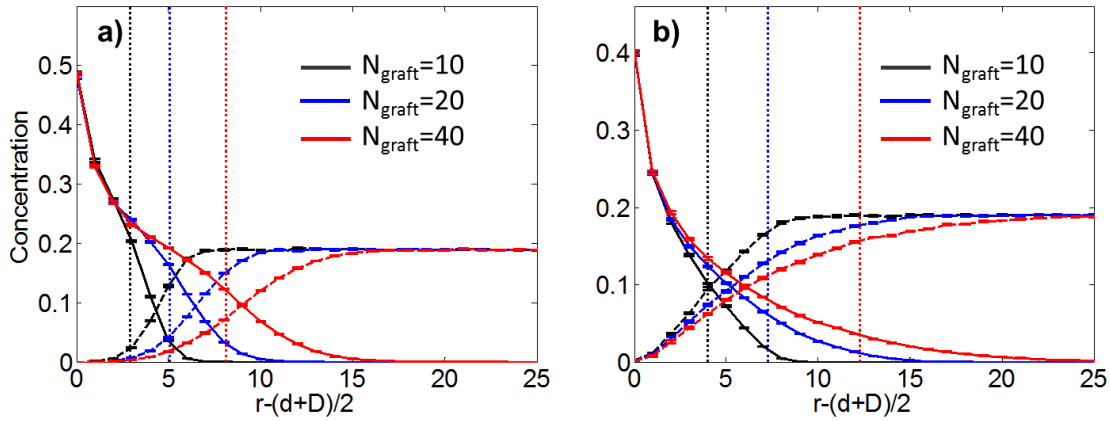 a)
N_graft=10
N_graft=20
N_graft=40
0.5
0.4
0.3
0.2
0.1
0
Concentration
0 5 10 15 20 25
r-(d+D)/2
b)
N_graft=10
N_graft=20
N_graft=40
0.4
0.3
0.2
0.1
0
0 5 10 15 20 25
r-(d+D)/2